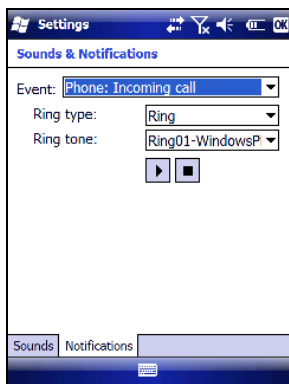 Settings
OK
Sounds & Notifications
Event: Phone: Incoming call
Ring type: Ring
Ring tone: Ring01-WindowsP
Sounds Notifications